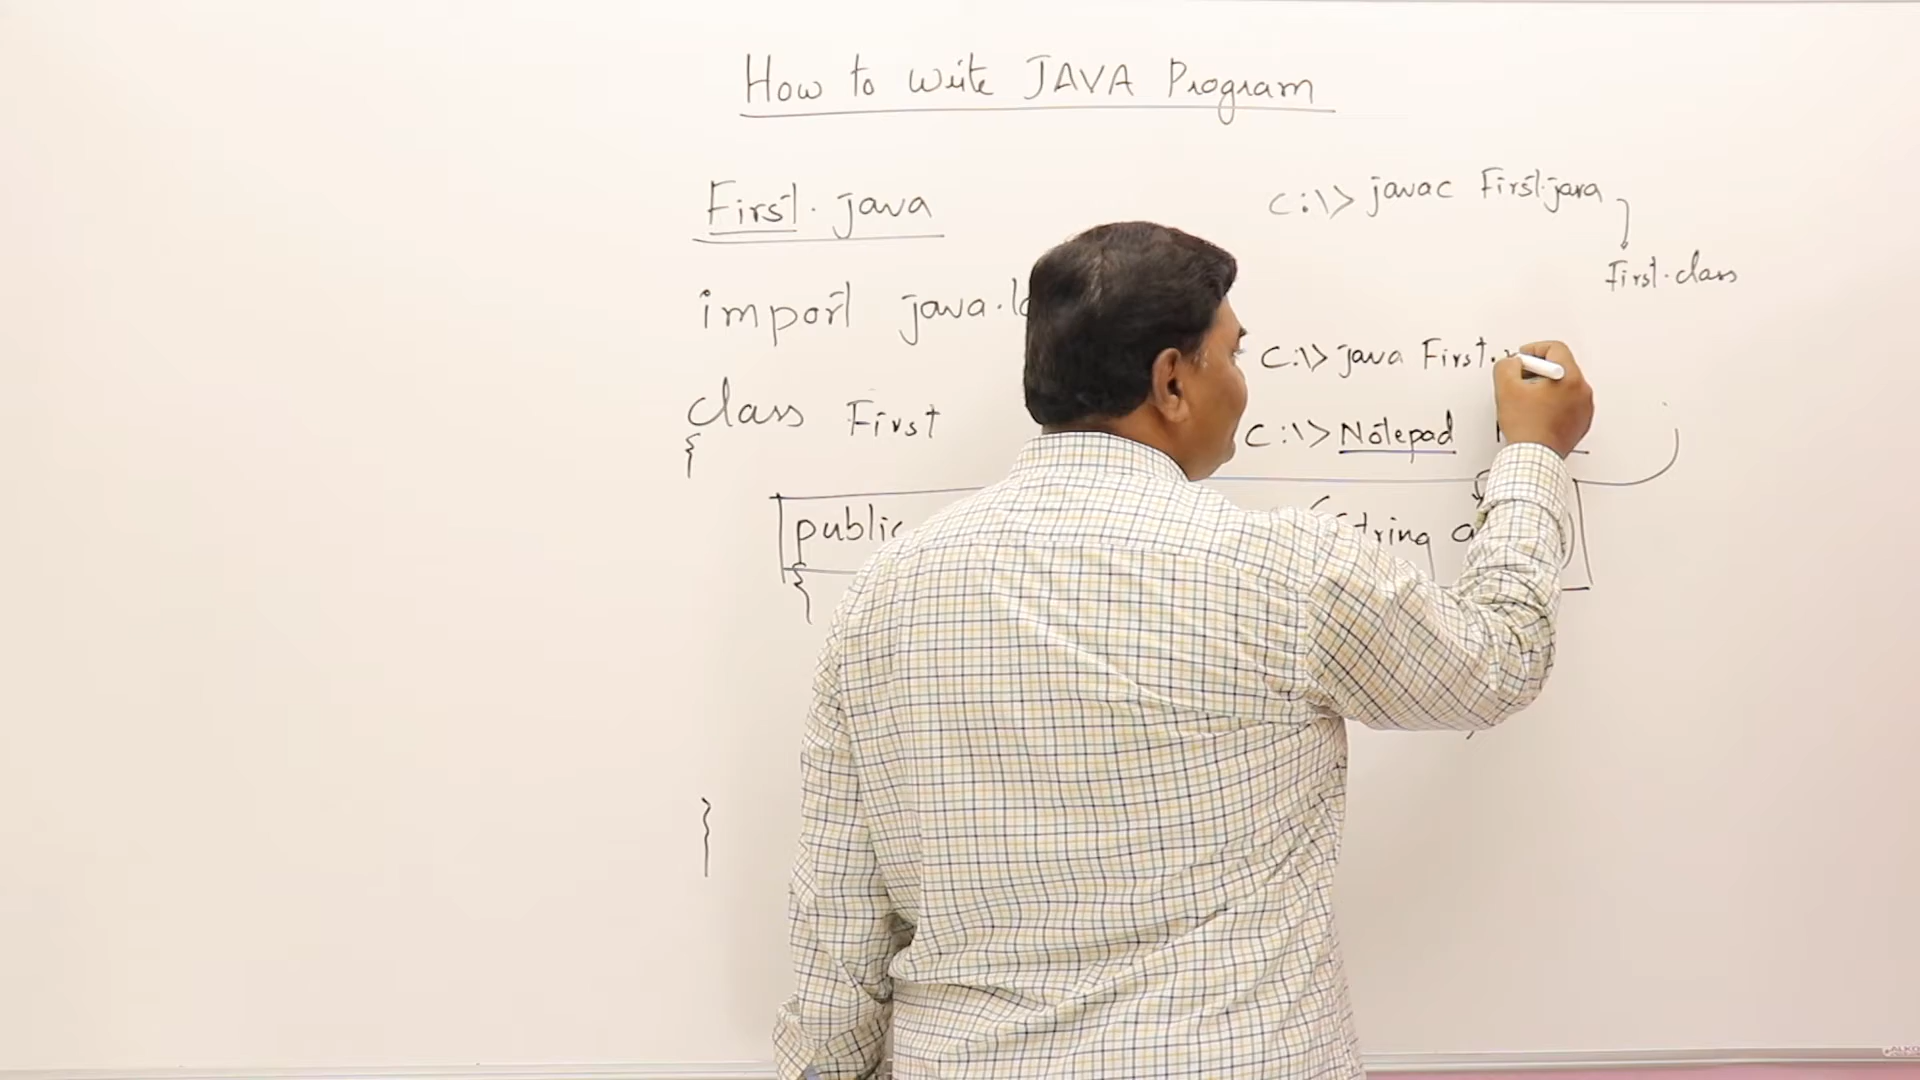 How to Write JAVA Program
First.java
C:\> javac First.java
First.class
import java.
C:\> java First.
class First
C:\> Notepad
{
public
String
{
}